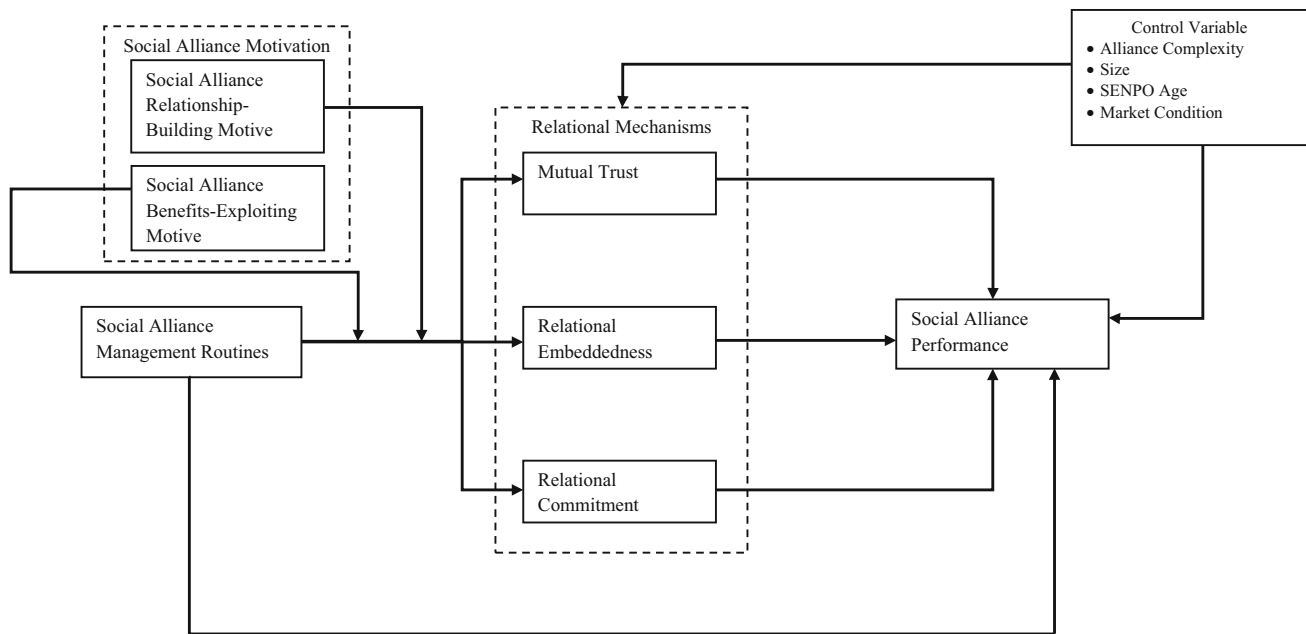 Social Alliance Motivation
Social Alliance
Relationship-
Building Motive
Social Alliance
Benefits-Exploiting
Motive
Social Alliance
Management Routines
Relational Mechanisms
Mutual Trust
Relational
Embeddedness
Relational
Commitment
Control Variable
• Alliance Complexity
• Size
• SENPO Age
• Market Condition
Social Alliance
Performance